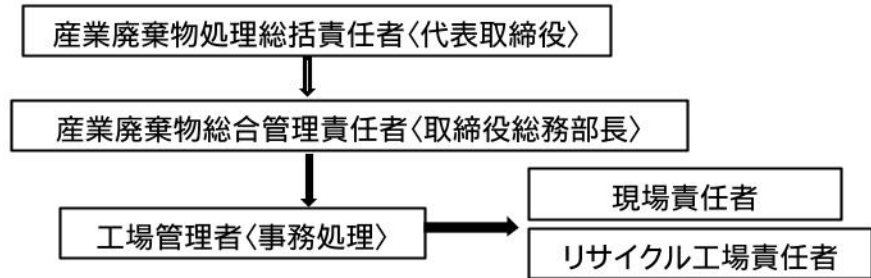 産業廃棄物処理総括責任者〈代表取締役〉
産業廃棄物総合管理責任者〈取締役総務部長〉
工場管理者〈事務処理〉
現場責任者
リサイクル工場責任者